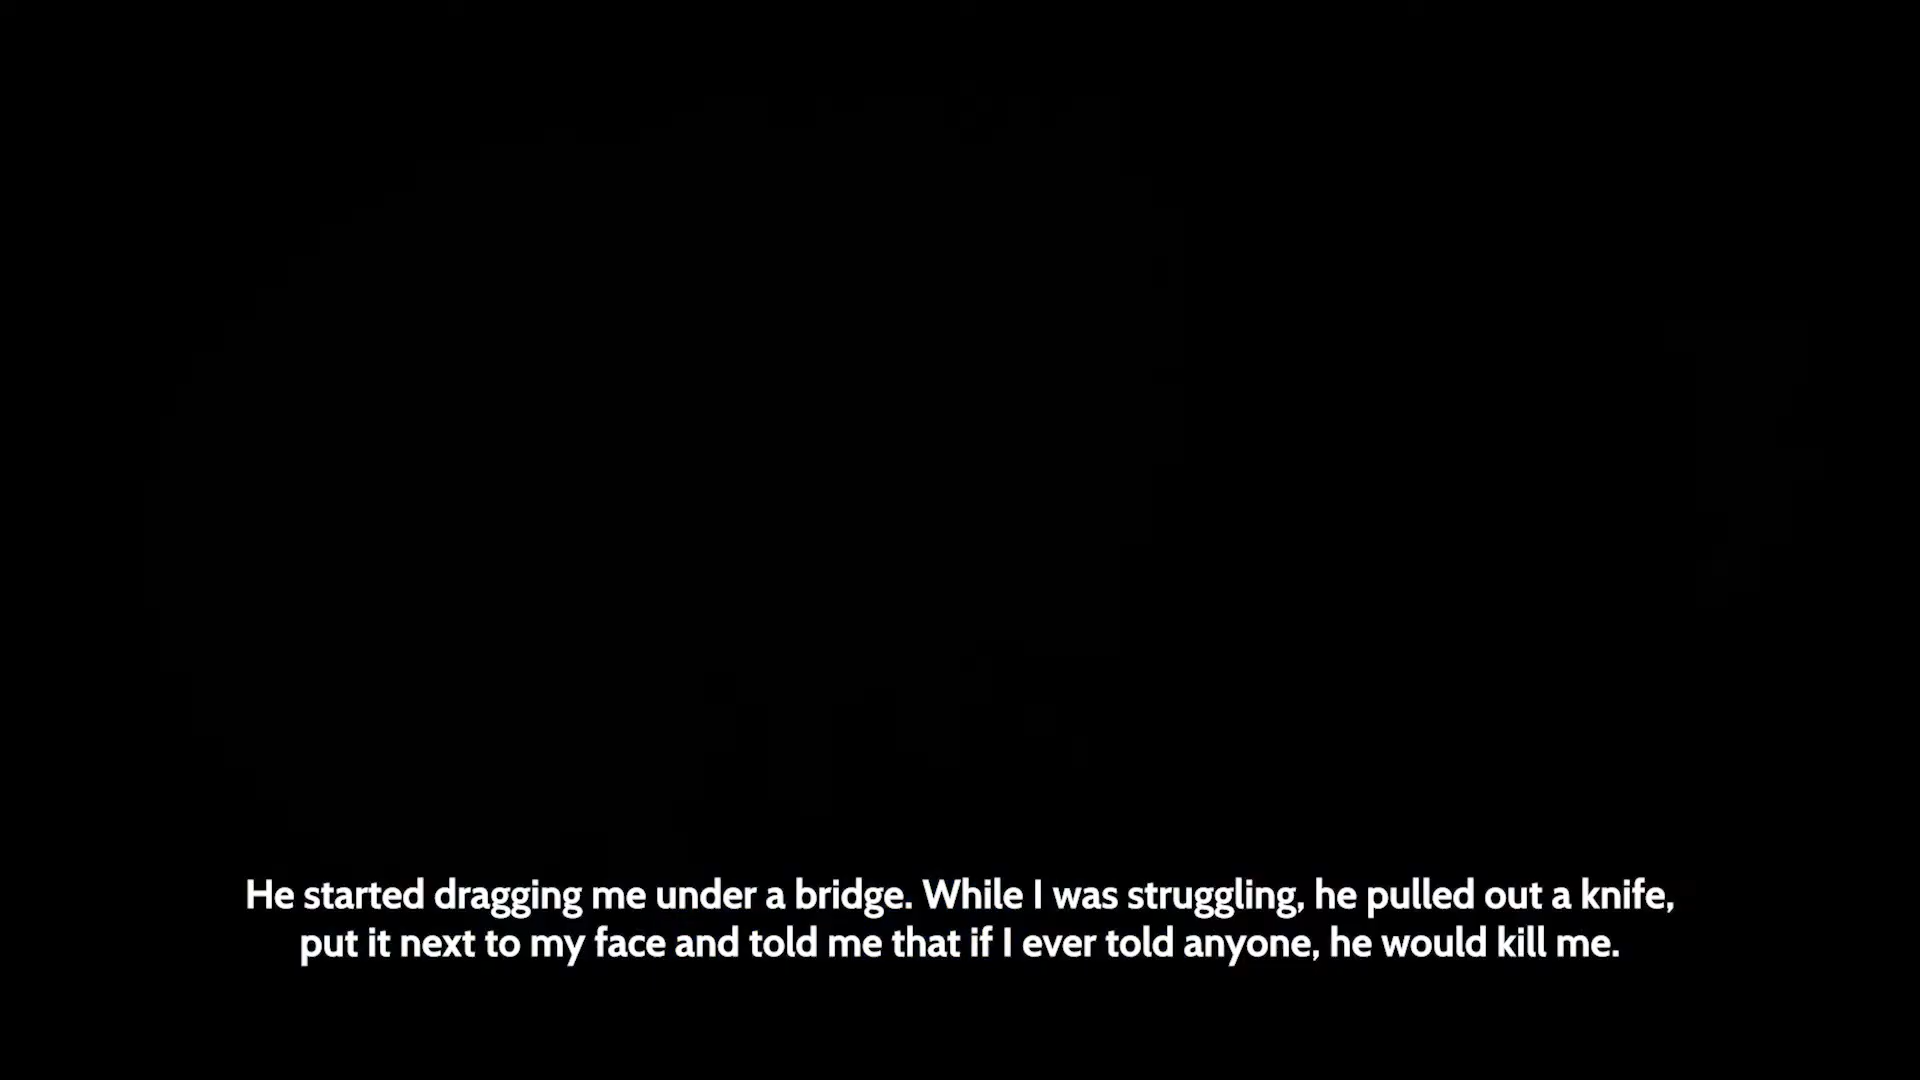 He started dragging me under a bridge. While I was struggling, he pulled out a knife,
put it next to my face and told me that if I ever told anyone, he would kill me.